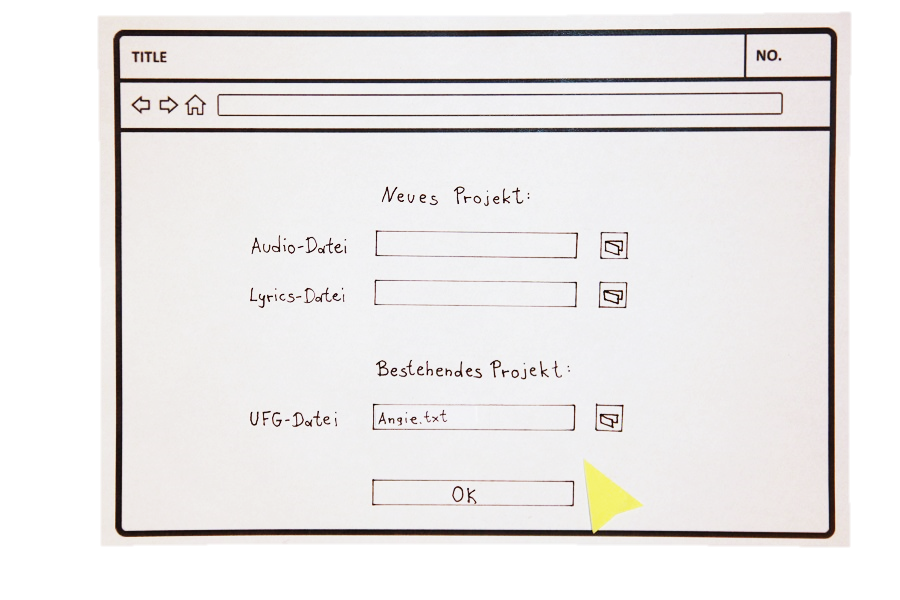 TITLE NO.
Neues Projekt:
Audio-Datei
Lyrics-Datei
Bestehendes Projekt:
UFG-Datei Angie.txt
OK